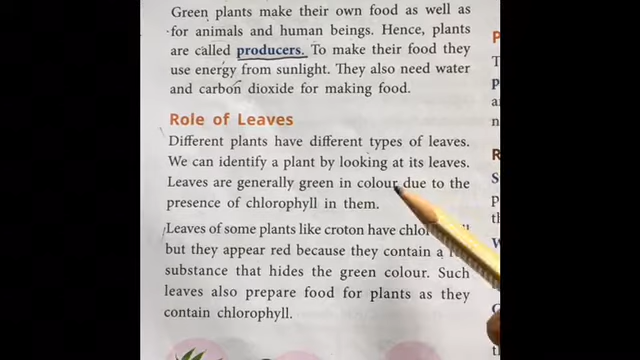 Green plants make their own food as well as
for animals and human beings. Hence, plants
are called producers. To make their food they
use energy from sunlight. They also need water
and carbon dioxide for making food.
Role of Leaves
Different plants have different types of leaves.
We can identify a plant by looking at its leaves.
Leaves are generally green in colour due to the
presence of chlorophyll in them.
Leaves of some plants like croton have
but they appear red because they contain a
substance that hides the green colour. Such
leaves also prepare food for plants as they
contain chlorophyll.